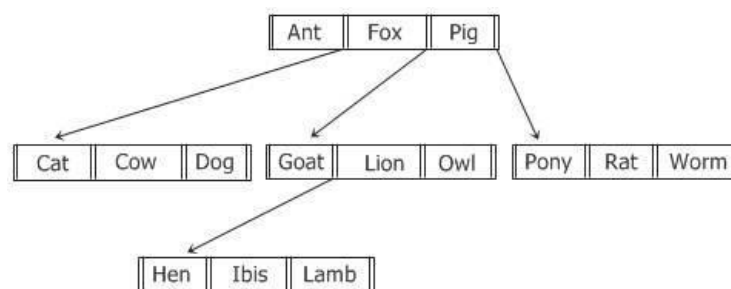 Ant Fox Pig
Cat Cow Dog Goat Lion Owl Pony Rat Worm
Hen Ibis Lamb